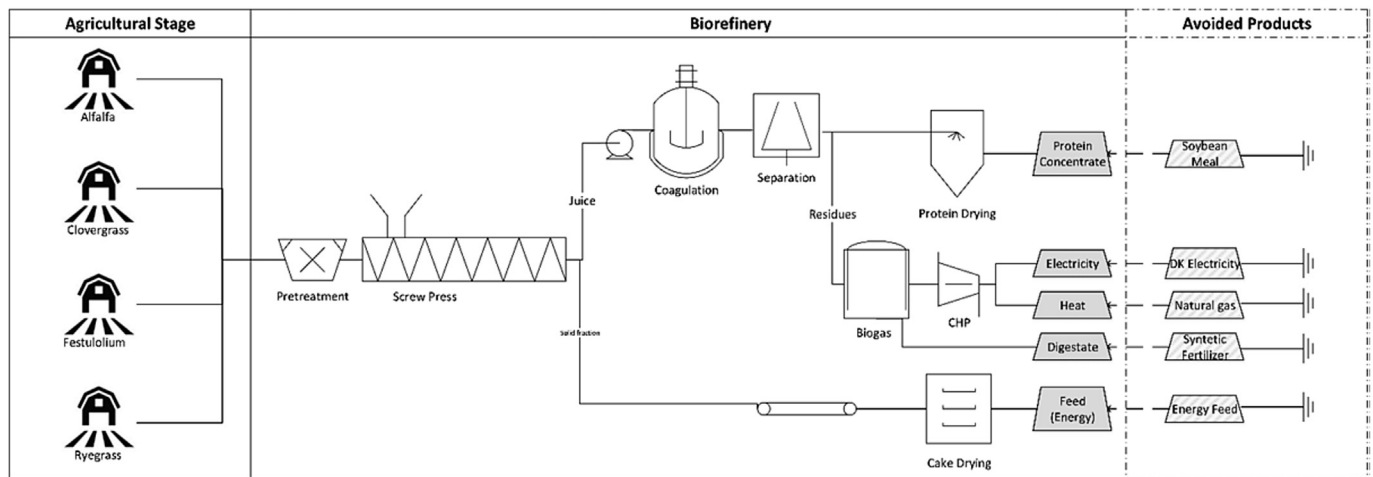 Agricultural Stage
Biorefinery
Avoided Products
Alfalfa
Clovergrass
Festulolium
Ryegrass
Pretreatment
Screw Press
Juice
Solid fraction
Coagulation
Separation
Residues
Protein Drying
Biogas
CHP
Cake Drying
Protein
Concentrate
Electricity
Heat
Digestate
Feed
(Energy)
Soybean
Meal
DK Electricity
Natural gas
Syntetic
Fertilizer
Energy Feed